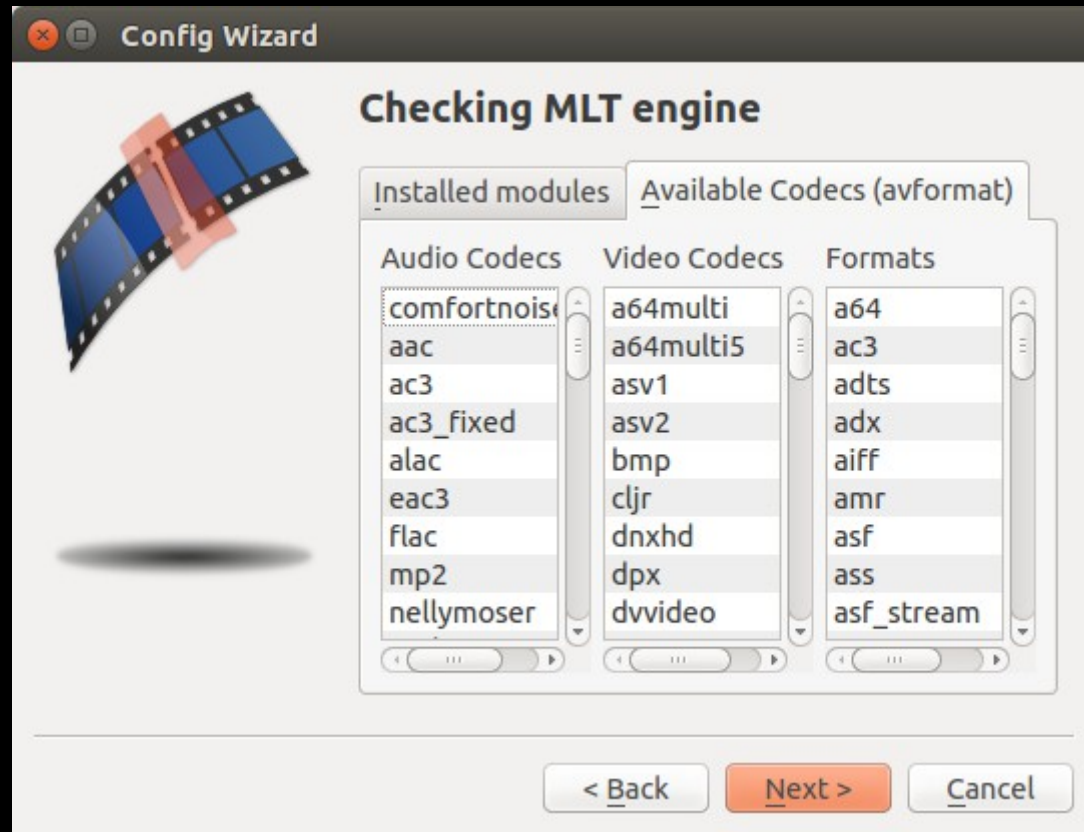 Config Wizard
Checking MLT engine
Installed modules Available Codecs (avformat)
Audio Codecs Video Codecs Formats
comfortnoise a64multi a64
aac a64multi5 ac3
ac3 asv1 adts
ac3_fixed asv2 adx
alac bmp aiff
eac3 cljr amr
flac dnxhd asf
mp2 dpx ass
nellymoser dvvideo asf_stream
< Back Next > Cancel